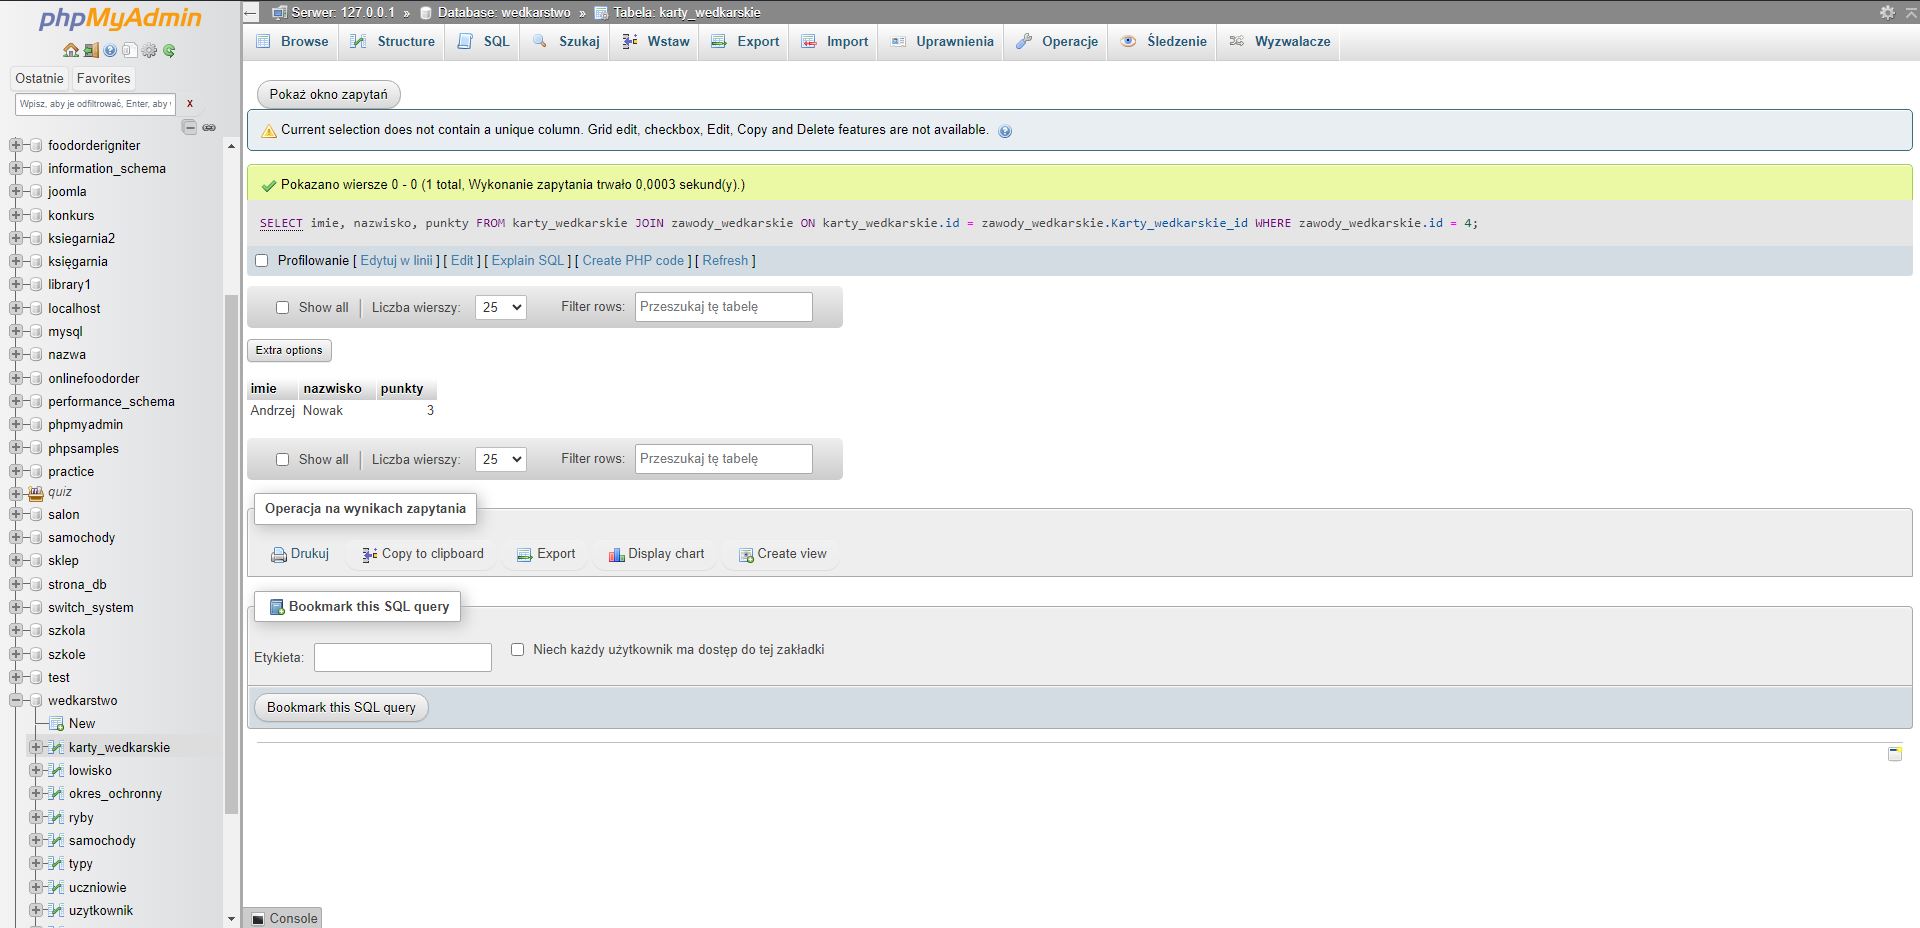 phpMyAdmin
Ostatnie Favorites
Wpisz, aby je odfiltrować, Enter, aby X
foodorderigniter
information_schema
joomla
konkurs
ksiegarnia2
księgarnia
library1
localhost
mysql
nazwa
onlinefoodorder
performance_schema
phpmyadmin
phpsamples
practice
quiz
salon
samochody
sklep
strona_db
switch_system
szkola
szkole
test
wedkarstwo
New
karty_wedkarskie
lowisko
okres_ochronny
ryby
samochody
typy
uczniowie
uzytkownik
Serwer: 127.0.0.1 » Database: wedkarstwo » Tabela: karty_wedkarskie
Browse Structure SQL Szukaj Wstaw Export Import Uprawnienia Operacje Śledzenie Wyzwalacze
Pokaż okno zapytań
Current selection does not contain a unique column. Grid edit, checkbox, Edit, Copy and Delete features are not available.
Pokazano wiersze 0 - 0 (1 total, Wykonanie zapytania trwało 0,0003 sekund(y).)
SELECT imie, nazwisko, punkty FROM karty_wedkarskie JOIN zawody_wedkarskie ON karty_wedkarskie.id = zawody_wedkarskie.Karty_wedkarskie_id WHERE zawody_wedkarskie.id = 4;
Profilowanie [ Edytuj w linii ] [ Edit ] [ Explain SQL ] [ Create PHP code ] [ Refresh ]
Show all Liczba wierszy: 25 Filter rows: Przeszukaj tę tabelę
Extra options
imie nazwisko punkty
Andrzej Nowak 3
Show all Liczba wierszy: 25 Filter rows: Przeszukaj tę tabelę
Operacja na wynikach zapytania
Drukuj Copy to clipboard Export Display chart Create view
Bookmark this SQL query
Etykieta: Niech każdy użytkownik ma dostęp do tej zakładki
Bookmark this SQL query
Console